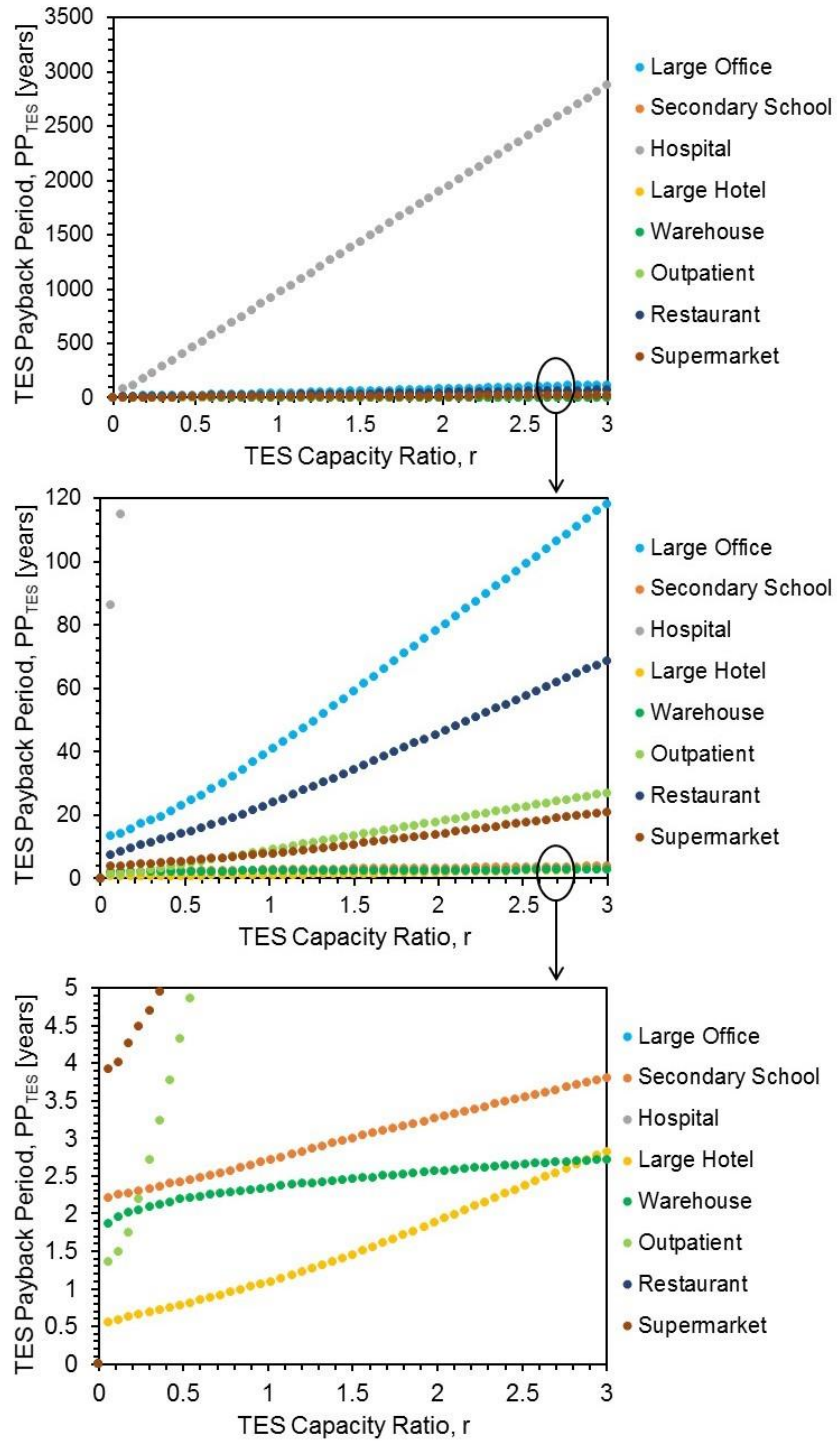 TES Payback Period, PP_TES [years]
3500
3000
2500
2000
1500
1000
500
0
0 0.5 1 1.5 2 2.5 3
TES Capacity Ratio, r
Large Office
Secondary School
Hospital
Large Hotel
Warehouse
Outpatient
Restaurant
Supermarket
TES Payback Period, PP_TES [years]
120
100
80
60
40
20
0
0 0.5 1 1.5 2 2.5 3
TES Capacity Ratio, r
Large Office
Secondary School
Hospital
Large Hotel
Warehouse
Outpatient
Restaurant
Supermarket
TES Payback Period, PP_TES [years]
5
4.5
4
3.5
3
2.5
2
1.5
1
0.5
0
0 0.5 1 1.5 2 2.5 3
TES Capacity Ratio, r
Large Office
Secondary School
Hospital
Large Hotel
Warehouse
Outpatient
Restaurant
Supermarket